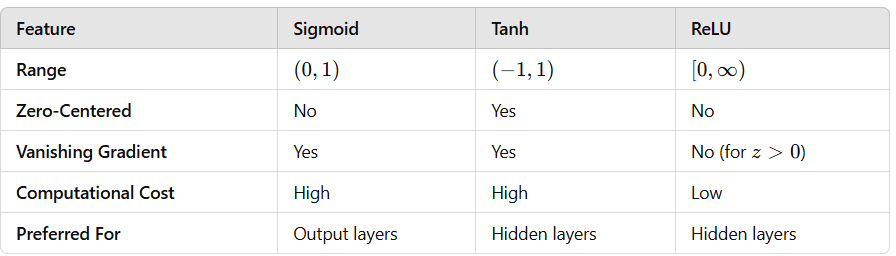 Feature Sigmoid Tanh ReLU
Range (0, 1) (−1, 1) [0, ∞)
Zero-Centered No Yes No
Vanishing Gradient Yes Yes No (for z > 0)
Computational Cost High High Low
Preferred For Output layers Hidden layers Hidden layers